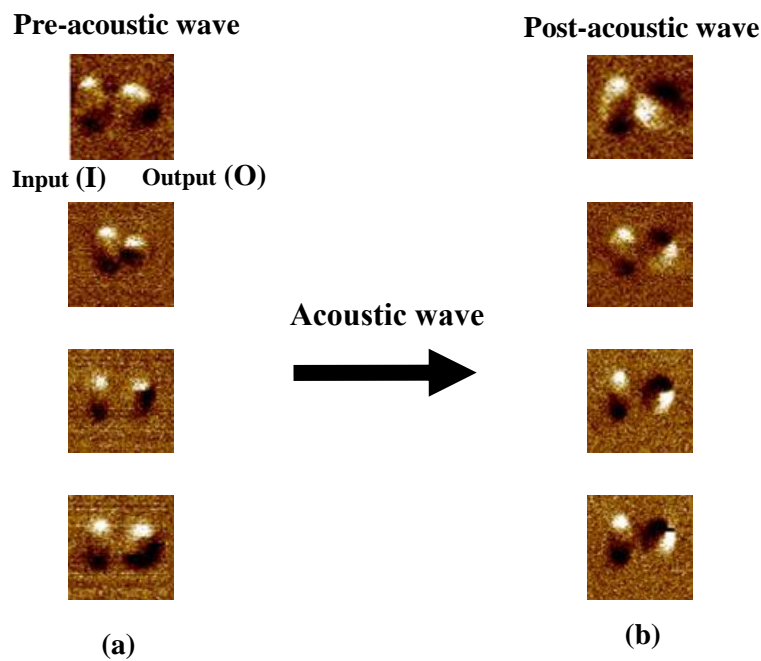 Pre-acoustic wave
Post-acoustic wave
Input (I)
Output (O)
Acoustic wave
(a)
(b)